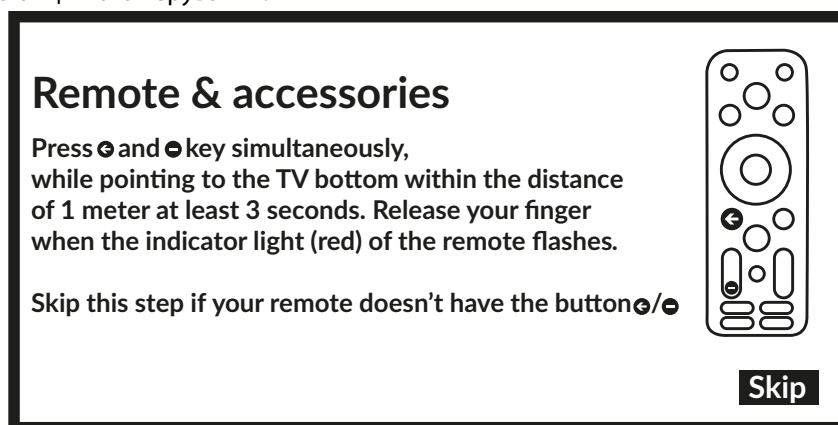 Remote & accessories
Press and key simultaneously,
while pointing to the TV bottom within the distance
of 1 meter at least 3 seconds. Release your finger
when the indicator light (red) of the remote flashes.
Skip this step if your remote doesn't have the button /
Skip